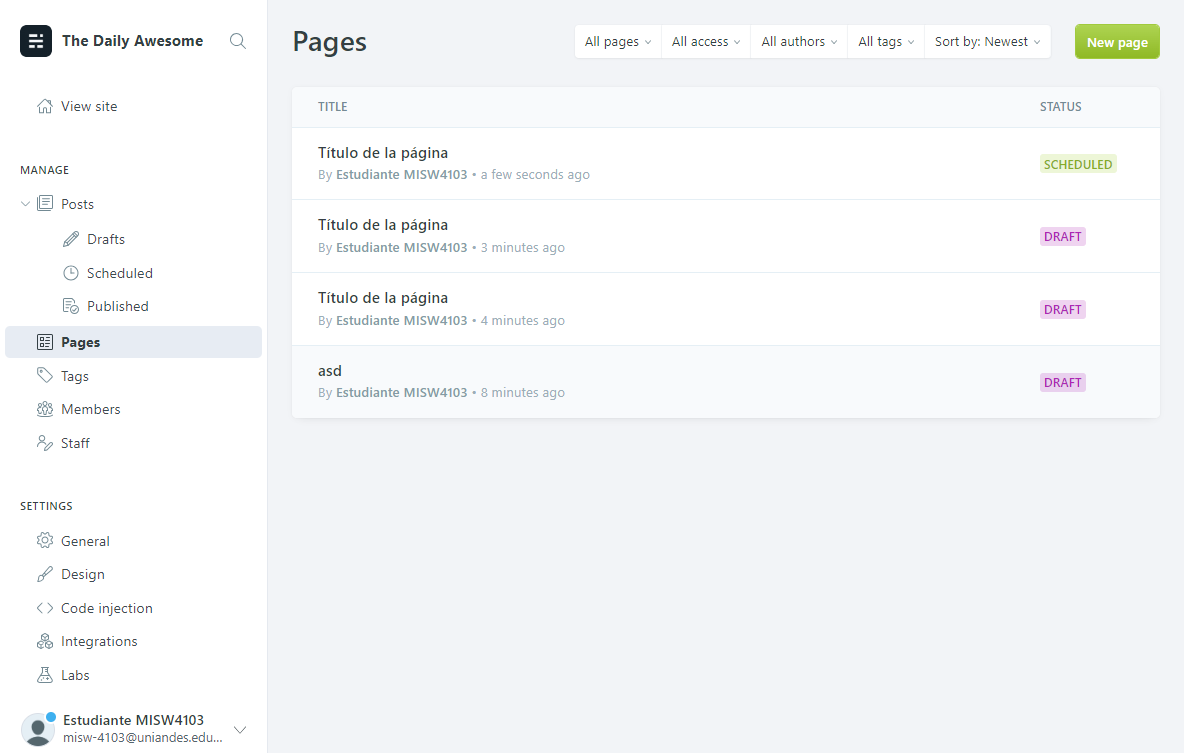 The Daily Awesome
View site
MANAGE
Posts
Drafts
Scheduled
Published
Pages
Tags
Members
Staff
SETTINGS
General
Design
Code injection
Integrations
Labs
Estudiante MISW4103
misw-4103@uniandes.edu...
Pages
All pages All access All authors All tags Sort by: Newest New page
TITLE STATUS
Título de la página
By Estudiante MISW4103 • a few seconds ago
SCHEDULED
Título de la página
By Estudiante MISW4103 • 3 minutes ago
DRAFT
Título de la página
By Estudiante MISW4103 • 4 minutes ago
DRAFT
asd
By Estudiante MISW4103 • 8 minutes ago
DRAFT